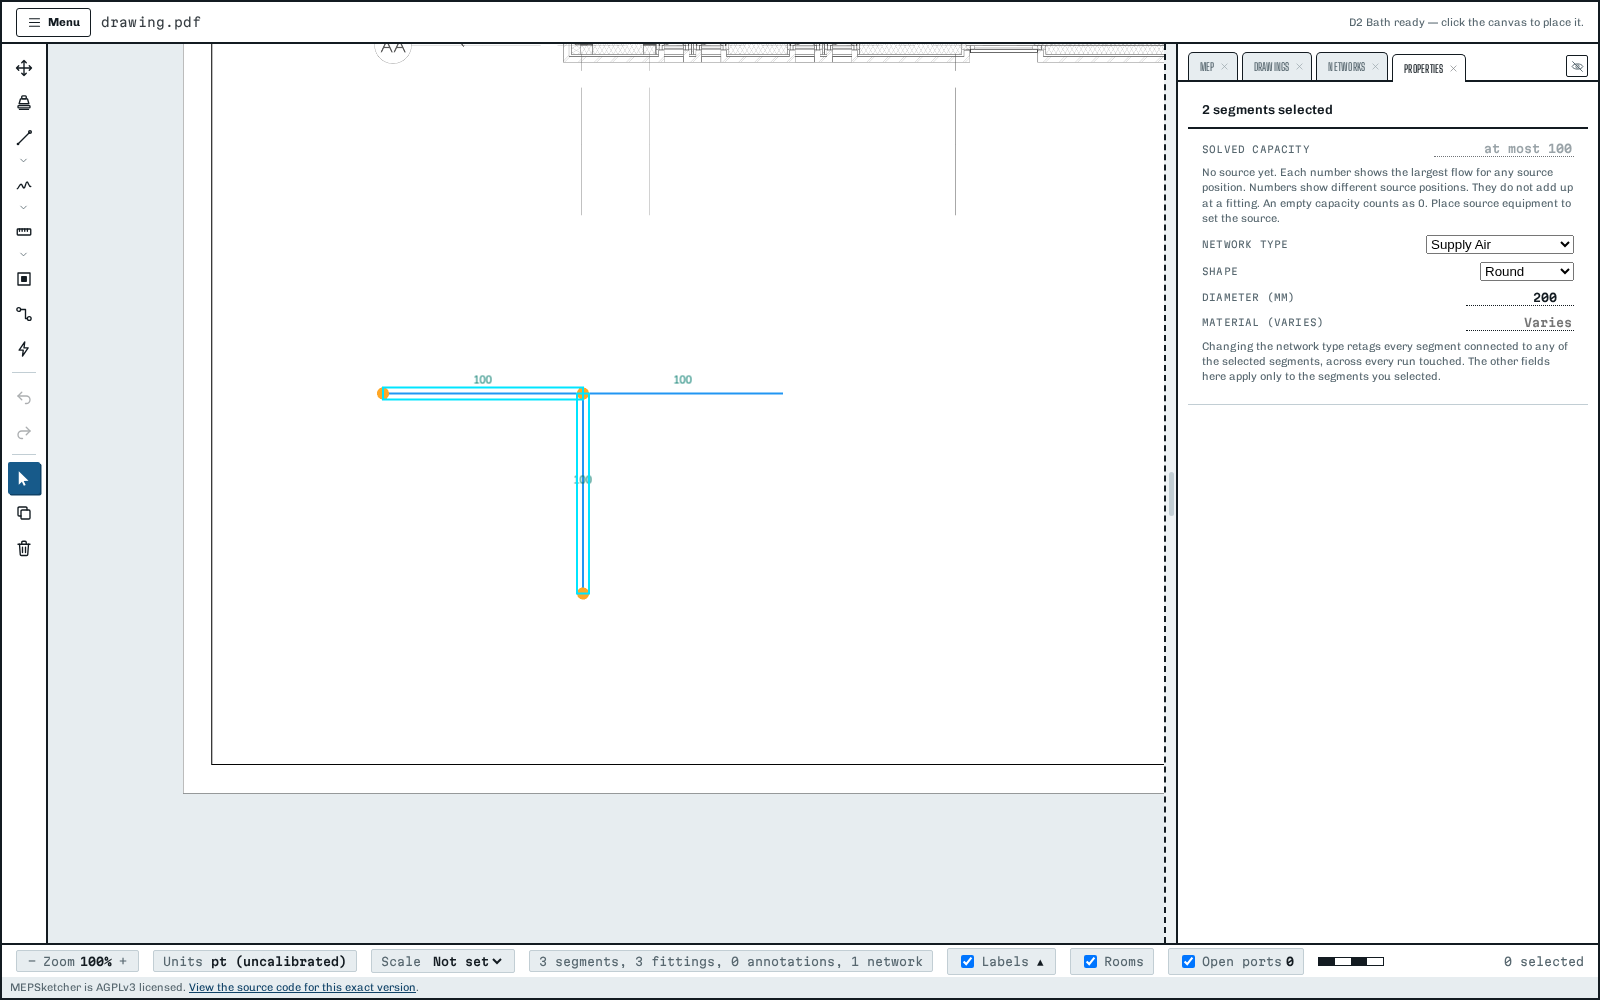 Menu
drawing.pdf
D2 Bath ready — click the canvas to place it.
AA
MEP
DRAWINGS
NETWORKS
PROPERTIES
2 segments selected
SOLVED CAPACITY
at most 100
No source yet. Each number shows the largest flow for any source
position. Numbers show different source positions. They do not add up
at a fitting. An empty capacity counts as 0. Place source equipment to
set the source.
NETWORK TYPE
Supply Air
SHAPE
Round
DIAMETER (MM)
200
MATERIAL (VARIES)
Varies
Changing the network type retags every segment connected to any of
the selected segments, across every run touched. The other fields
here apply only to the segments you selected.
100
100
100
− Zoom 100% +
Units pt (uncalibrated)
Scale Not set
3 segments, 3 fittings, 0 annotations, 1 network
Labels ▲
Rooms
Open ports 0
0 selected
MEPSketcher is AGPLv3 licensed. View the source code for this exact version.